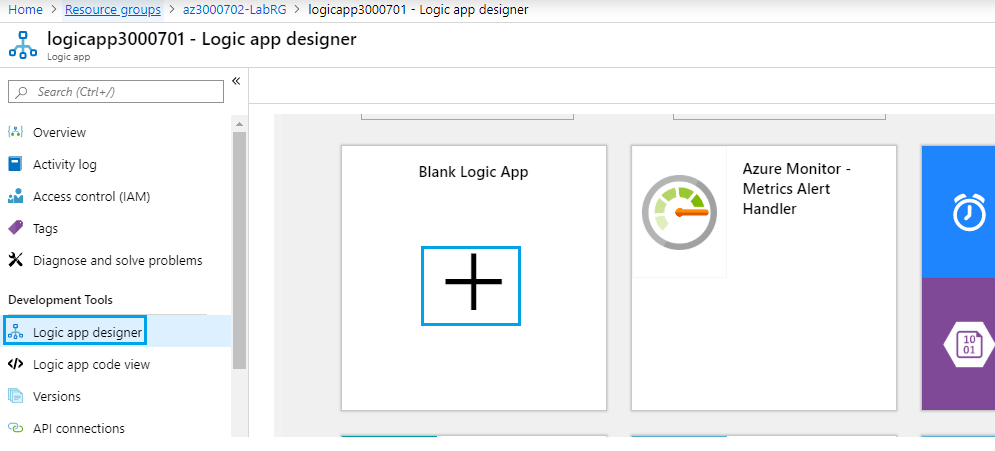 Home > Resource groups > az3000702-LabRG > logicapp3000701 - Logic app designer
logicapp3000701 - Logic app designer
Logic app
Search (Ctrl+/)
Overview
Activity log
Access control (IAM)
Tags
Diagnose and solve problems
Development Tools
Logic app designer
Logic app code view
Versions
API connections
Blank Logic App
Azure Monitor -
Metrics Alert
Handler
10
01